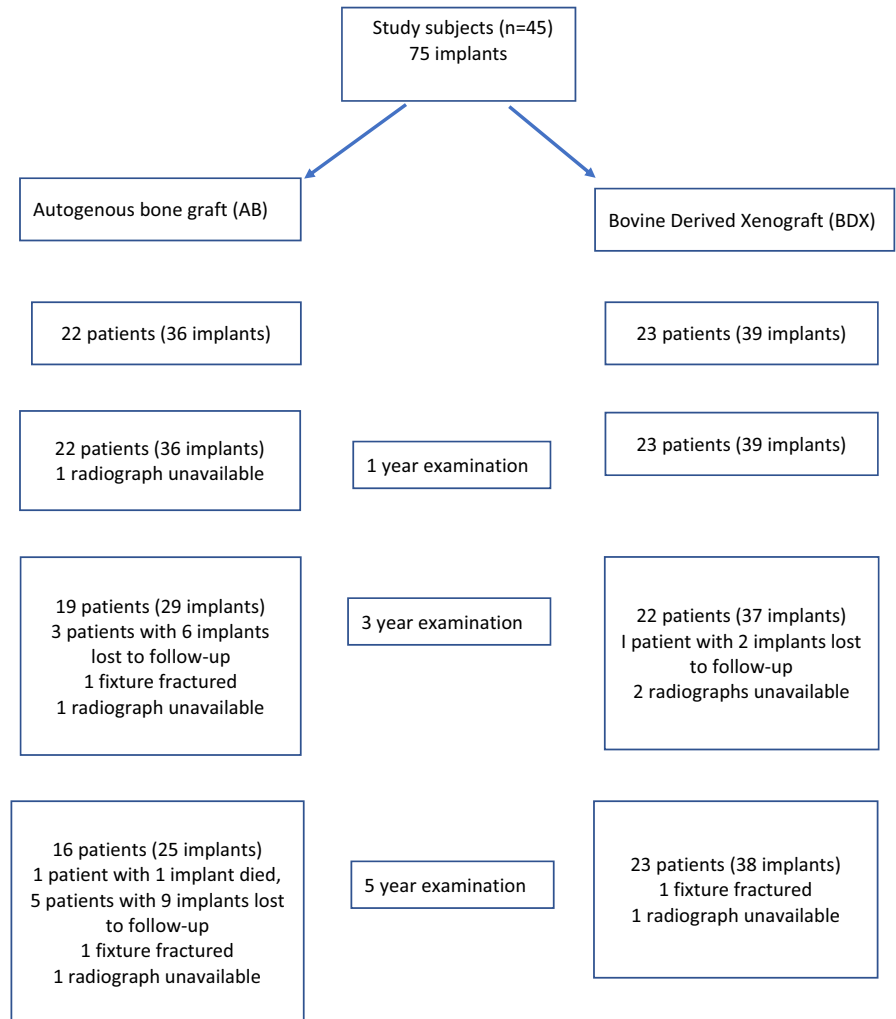 Study subjects (n=45)
75 implants
Autogenous bone graft (AB)
Bovine Derived Xenograft (BDX)
22 patients (36 implants)
23 patients (39 implants)
22 patients (36 implants)
1 radiograph unavailable
1 year examination
23 patients (39 implants)
19 patients (29 implants)
3 patients with 6 implants
lost to follow-up
1 fixture fractured
1 radiograph unavailable
3 year examination
22 patients (37 implants)
I patient with 2 implants lost
to follow-up
2 radiographs unavailable
16 patients (25 implants)
1 patient with 1 implant died,
5 patients with 9 implants lost
to follow-up
1 fixture fractured
1 radiograph unavailable
5 year examination
23 patients (38 implants)
1 fixture fractured
1 radiograph unavailable